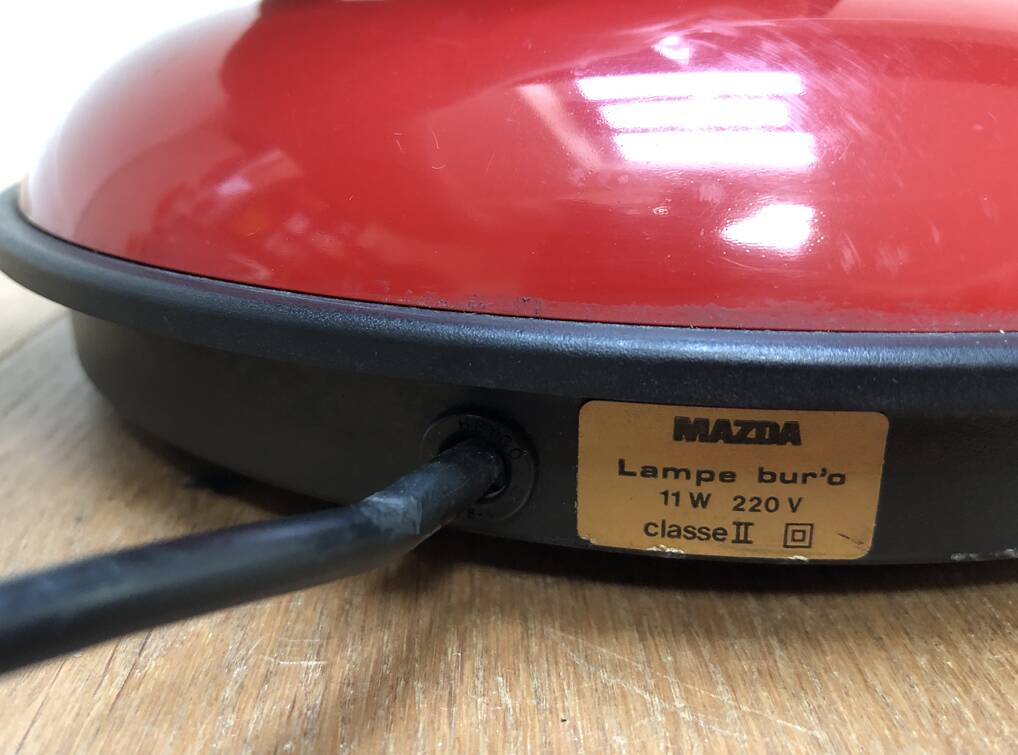 MAZDA
Lampe bur'o
11 W 220 V
classe II